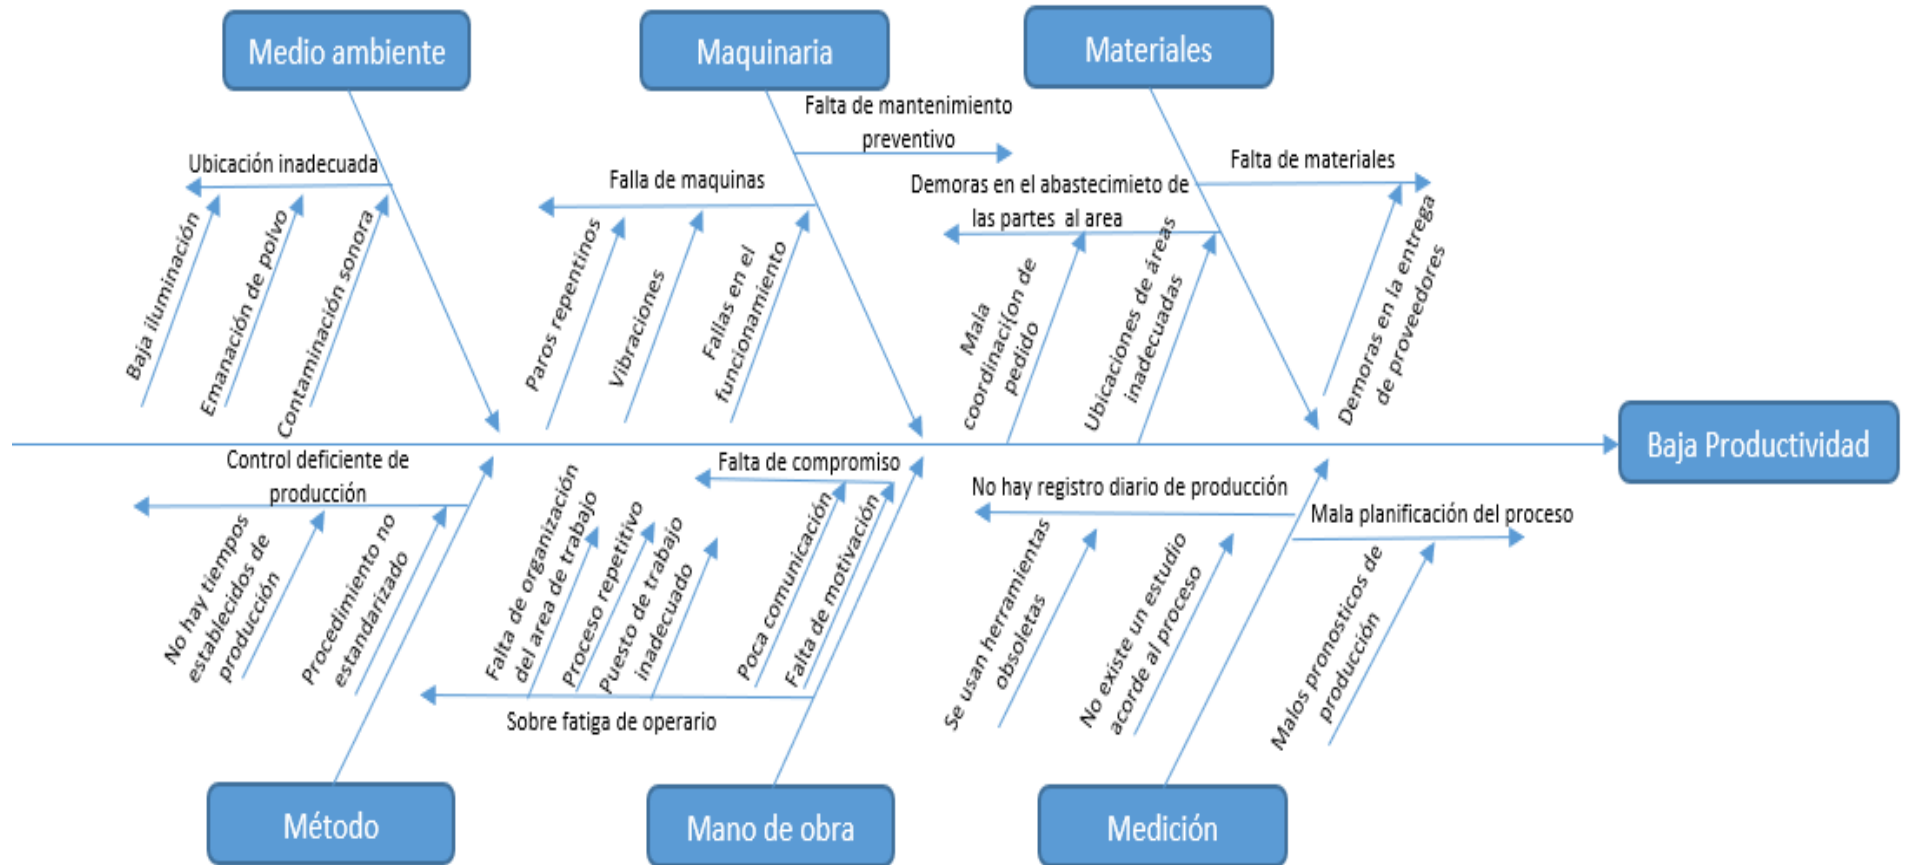 Medio ambiente
Maquinaria
Materiales
Falta de mantenimiento
preventivo
Ubicación inadecuada
Falla de maquinas
Demoras en el abastecimieto de
las partes al area
Falta de materiales
Baja iluminación
Emanación de polvo
Contaminación sonora
Paros repentinos
Vibraciones
Fallas en el
funcionamiento
Mala
coordinaci{on de
pedido
Ubicaciones de áreas
inadecuadas
Demoras en la entrega
de proveedores
Baja Productividad
Control deficiente de
producción
No hay tiempos
establecidos de
producción
Procedimiento no
estandarizado
Falta de organización
del area de trabajo
Proceso repetitivo
Puesto de trabajo
inadecuado
Falta de compromiso
Poca comunicación
Falta de motivación
Sobre fatiga de operario
No hay registro diario de producción
Se usan herramientas
obsoletas
No existe un estudio
acorde al proceso
Mala planificación del proceso
Malos pronosticos de
producción
Método
Mano de obra
Medición